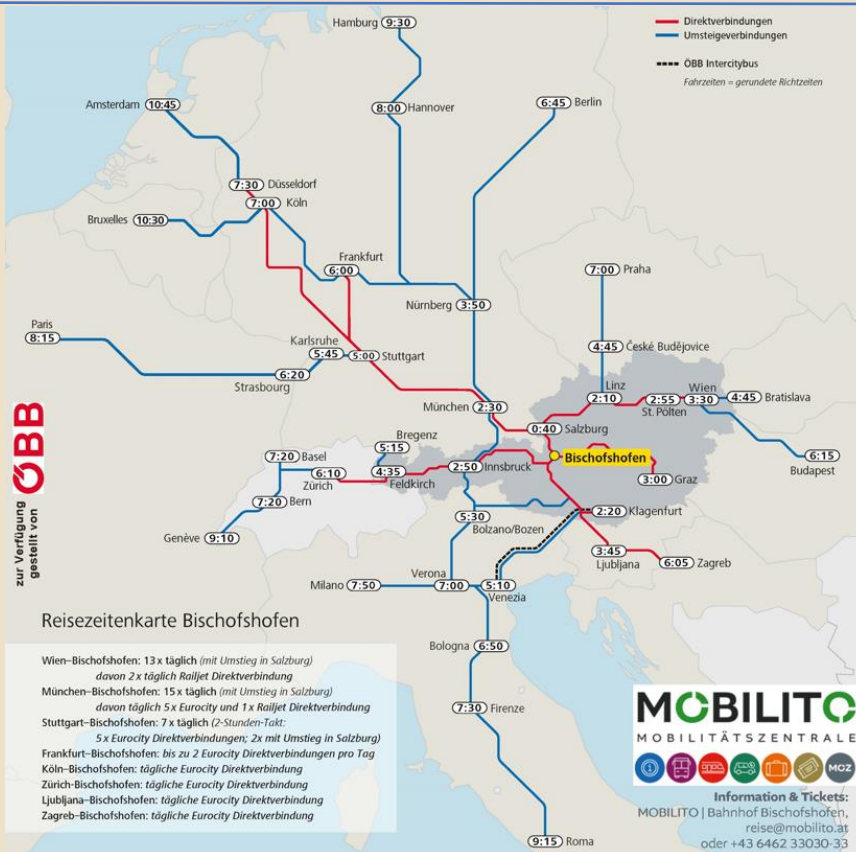 Hamburg 9:30
Direktverbindungen
Umsteigeverbindungen
ÖBB Intercitybus
Fahrzeiten = gerundete Richtzeiten
Amsterdam 10:45
8:00 Hannover
6:45 Berlin
7:30 Düsseldorf
7:00 Köln
Bruxelles 10:30
Frankfurt
6:00
7:00 Praha
Nürnberg 3:50
Paris
8:15
Karlsruhe
5:45
5:00 Stuttgart
4:45 České Budějovice
6:20
Strasbourg
Linz
2:10
2:55
St. Pölten
Wien
3:30
4:45 Bratislava
München 2:30
0:40 Salzburg
Bregenz
5:15
Bischofshofen
6:15
Budapest
7:20 Basel
6:10
Zürich
4:35
Feldkirch
2:50 Innsbruck
3:00 Graz
7:20 Bern
Genève 9:10
5:30
Bolzano/Bozen
2:20 Klagenfurt
3:45
Ljubljana
6:05 Zagreb
Verona
Milano 7:50
7:00
5:10
Venezia
Bologna 6:50
7:30 Firenze
9:15 Roma
zur Verfügung
gestellt von
ÖBB
Reisezeitenkarte Bischofshofen
Wien–Bischofshofen: 13 x täglich (mit Umstieg in Salzburg)
davon 2 x täglich Railjet Direktverbindung
München–Bischofshofen: 15 x täglich (mit Umstieg in Salzburg)
davon täglich 5 x Eurocity und 1 x Railjet Direktverbindung
Stuttgart–Bischofshofen: 7 x täglich (2-Stunden-Takt:
5 x Eurocity Direktverbindungen; 2x mit Umstieg in Salzburg)
Frankfurt–Bischofshofen: bis zu 2 Eurocity Direktverbindungen pro Tag
Köln–Bischofshofen: tägliche Eurocity Direktverbindung
Zürich-Bischofshofen: tägliche Eurocity Direktverbindung
Ljubljana–Bischofshofen: tägliche Eurocity Direktverbindung
Zagreb–Bischofshofen: tägliche Eurocity Direktverbindung
MOBILITO
MOBILITÄTSZENTRALE
MOZ
Information & Tickets:
MOBILITO | Bahnhof Bischofshofen,
reise@mobilito.at
oder +43 6462 33030-33